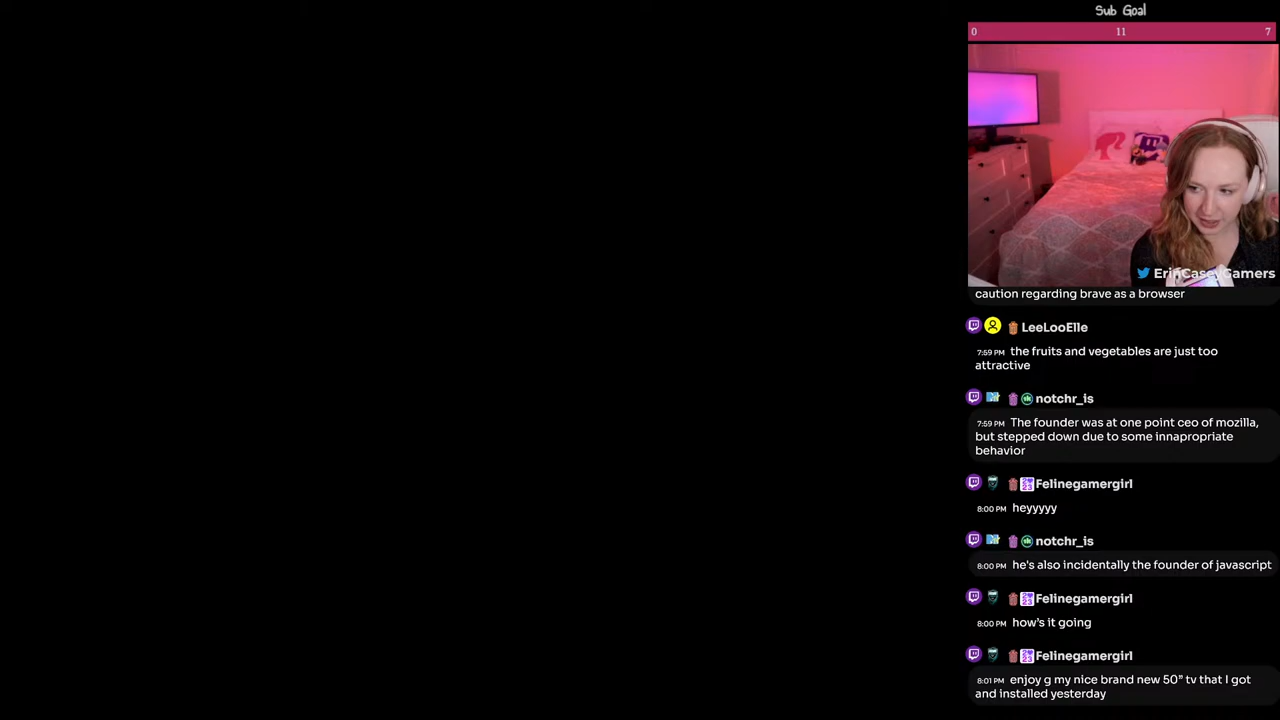 Sub Goal
0 11 7
ErinCaseyGamers
caution regarding brave as a browser
LeeLooElle
7:59 PM the fruits and vegetables are just too
attractive
notchr_is
7:59 PM The founder was at one point ceo of mozilla,
but stepped down due to some innapropriate
behavior
Felinegamergirl
8:00 PM heyyyyy
notchr_is
8:00 PM he's also incidentally the founder of javascript
Felinegamergirl
8:00 PM how's it going
Felinegamergirl
8:01 PM enjoy g my nice brand new 50” tv that I got
and installed yesterday